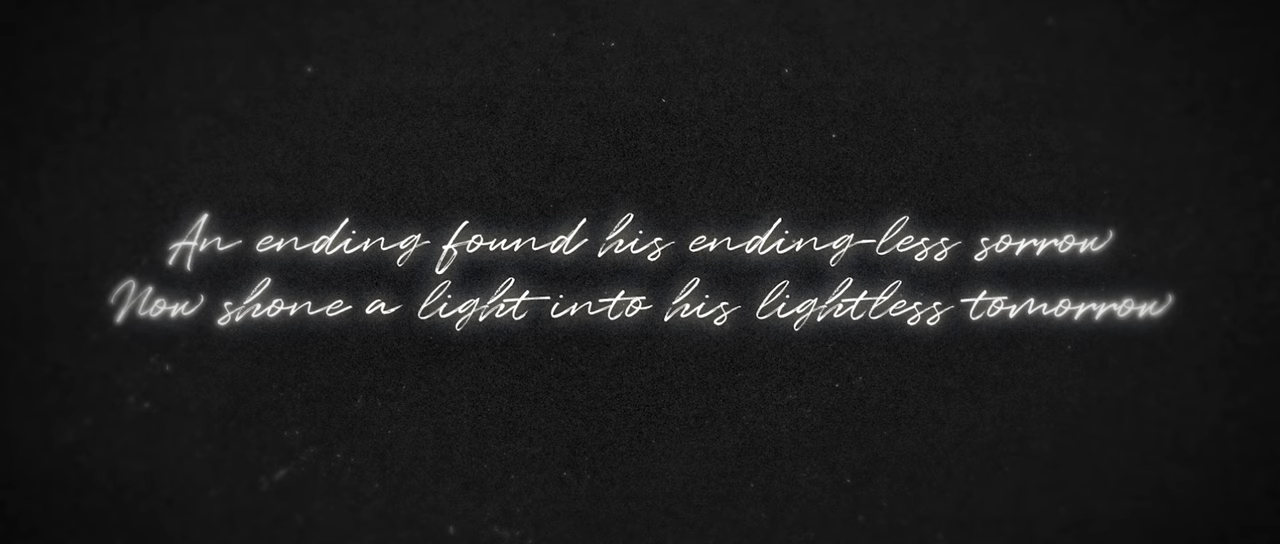 An ending found his ending-less sorrow
Now shone a light into his lightless tomorrow